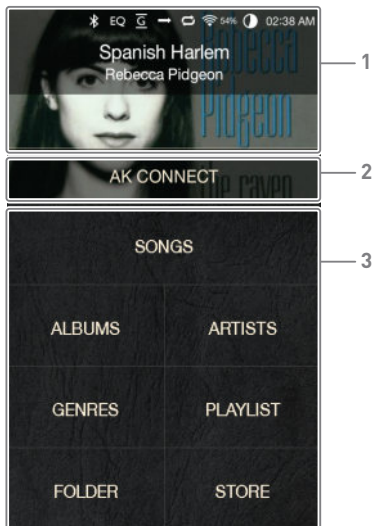 EQ G 54% 02:38 AM
Spanish Harlem
Rebecca Pidgeon
Rebecca
Pidgeon
1
AK CONNECT
the raven
2
SONGS
3
ALBUMS ARTISTS
GENRES PLAYLIST
FOLDER STORE